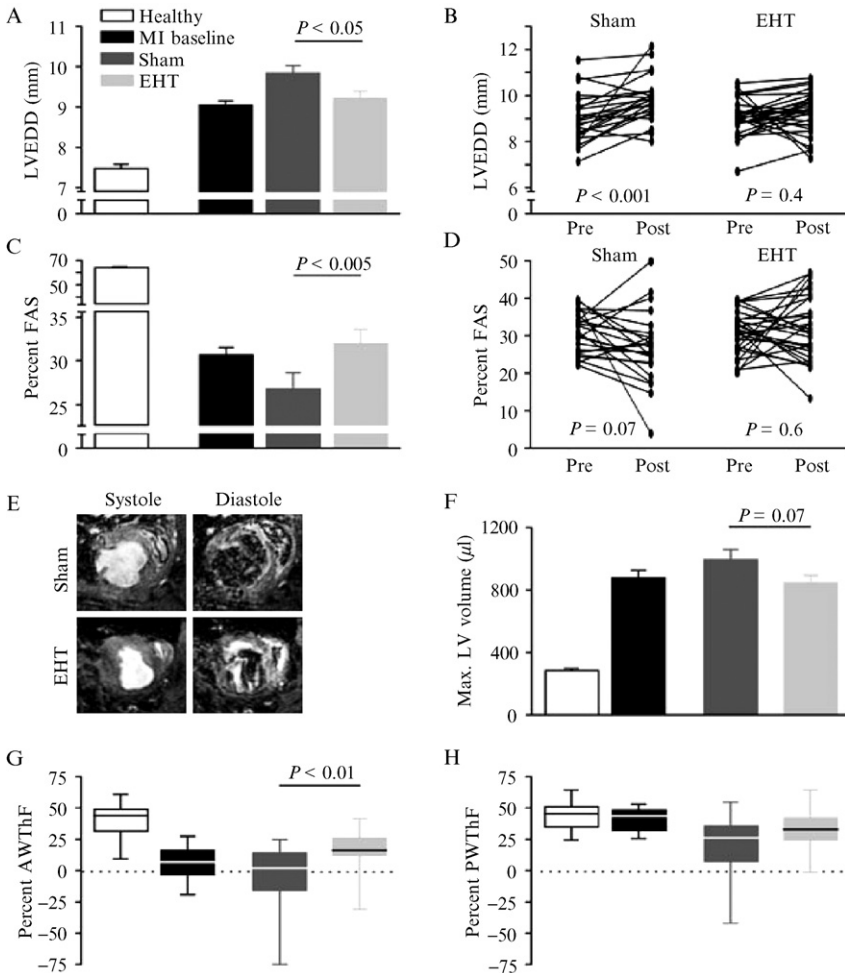 A
Healthy
MI baseline
Sham
EHT
P < 0.05
LVEDD (mm)
11
10
9
8
7
0
B
Sham
EHT
LVEDD (mm)
12
11
10
9
8
6
0
P < 0.001
P = 0.4
Pre
Post
Pre
Post
C
P < 0.005
Percent FAS
70
50
35
30
25
0
D
Sham
EHT
Percent FAS
50
40
30
20
10
0
P = 0.07
P = 0.6
Pre
Post
Pre
Post
E
Systole
Diastole
Sham
EHT
F
P = 0.07
Max. LV volume (μl)
1200
800
400
0
G
P < 0.01
Percent AWThF
75
50
25
0
−25
−50
−75
H
Percent PWThF
75
50
25
0
−25
−50
−75